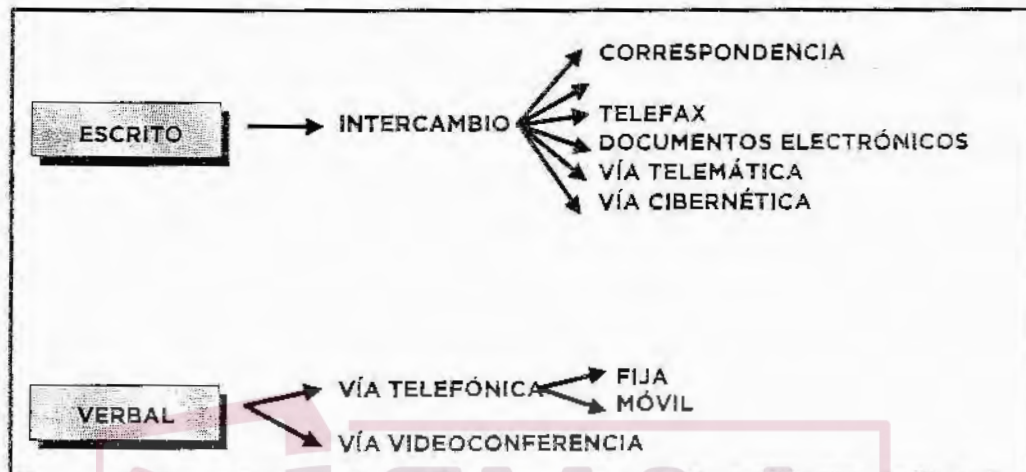 CORRESPONDENCIA
ESCRITO
INTERCAMBIO
TELEFAX
DOCUMENTOS ELECTRÓNICOS
VÍA TELEMÁTICA
VÍA CIBERNÉTICA
VERBAL
VÍA TELEFÓNICA
FIJA
MÓVIL
VÍA VIDEOCONFERENCIA